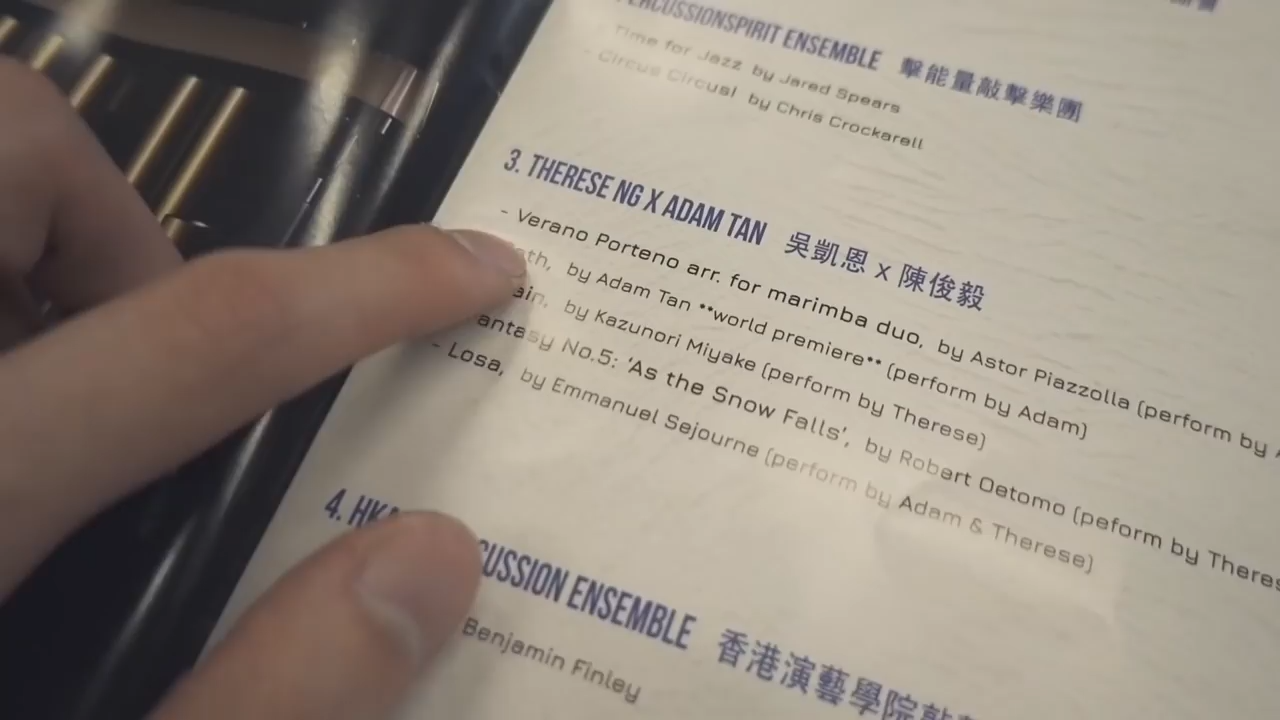 PERCUSSIONSPIRIT ENSEMBLE 擊能量敲擊樂團
- Time for Jazz by Jared Spears
- Circus Circus! by Chris Crockarell
3. THERESE NG X ADAM TAN 吳凱恩 x 陳俊毅
- Verano Porteno arr. for marimba duo, by Astor Piazzolla (perform by
by Adam Tan **world premiere** (perform by Adam)
by Kazunori Miyake (perform by Therese)
antasy No.5: 'As the Snow Falls', by Robert Oetomo (peform by Theres
- Losa, by Emmanuel Sejourne (perform by Adam & Therese)
4. CUSSION ENSEMBLE 香港演藝學院
Benjamin Finley